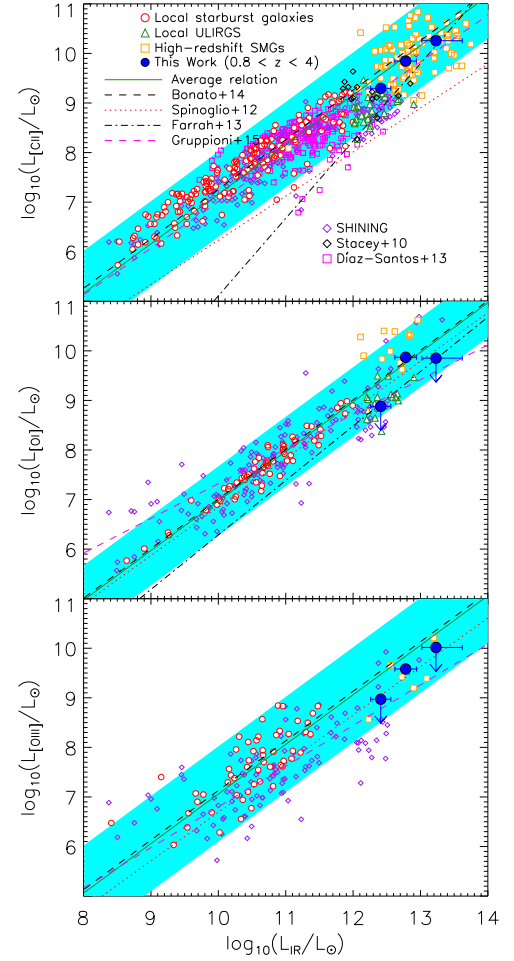 Local starburst galaxies
Local ULIRGS
High-redshift SMGs
This Work (0.8 < z < 4)
Average relation
Bonato+14
Spinoglio+12
Farrah+13
Gruppioni+15
SHINING
Stacey+10
Díaz-Santos+13
log₁₀(L[CII]/L⊙)
11
10
9
8
7
6
log₁₀(L[OI]/L⊙)
11
10
9
8
7
6
log₁₀(L[OIII]/L⊙)
11
10
9
8
7
6
8 9 10 11 12 13 14
log₁₀(L_IR/L⊙)